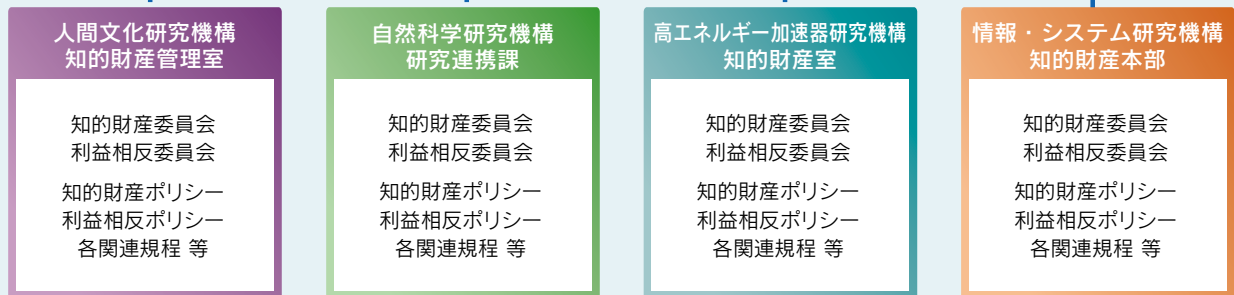 人間文化研究機構
知的財産管理室
知的財産委員会
利益相反委員会
知的財産ポリシー
利益相反ポリシー
各関連規程 等
自然科学研究機構
研究連携課
知的財産委員会
利益相反委員会
知的財産ポリシー
利益相反ポリシー
各関連規程 等
高エネルギー加速器研究機構
知的財産室
知的財産委員会
利益相反委員会
知的財産ポリシー
利益相反ポリシー
各関連規程 等
情報・システム研究機構
知的財産本部
知的財産委員会
利益相反委員会
知的財産ポリシー
利益相反ポリシー
各関連規程 等